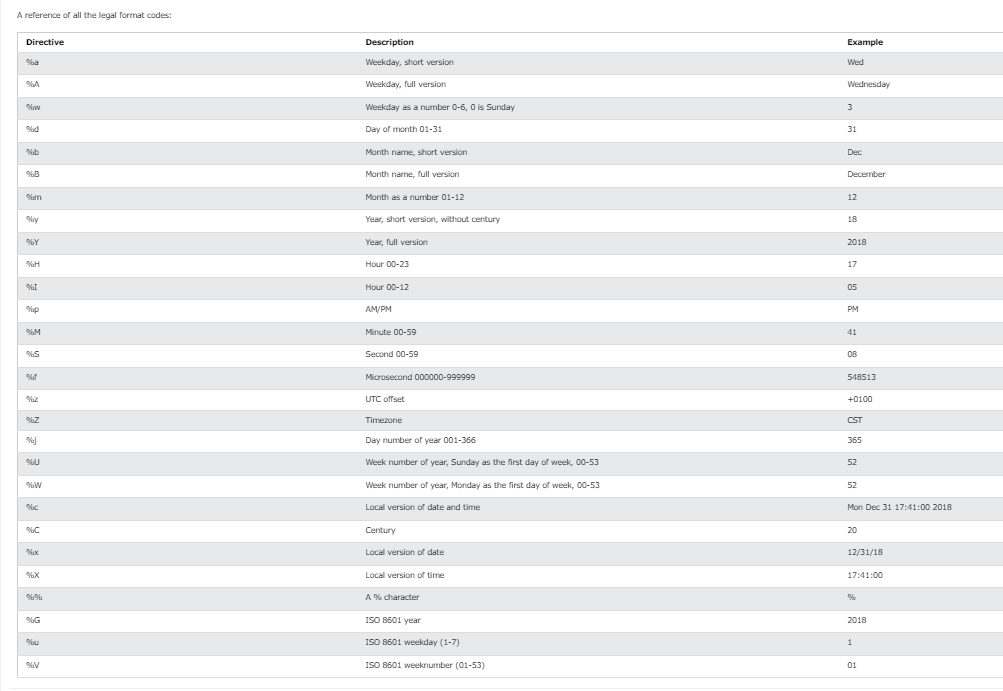 A reference of all the legal format codes:
Directive Description Example
%a Weekday, short version Wed
%A Weekday, full version Wednesday
%w Weekday as a number 0-6, 0 is Sunday 3
%d Day of month 01-31 31
%b Month name, short version Dec
%B Month name, full version December
%m Month as a number 01-12 12
%y Year, short version, without century 18
%Y Year, full version 2018
%H Hour 00-23 17
%I Hour 00-12 05
%p AM/PM PM
%M Minute 00-59 41
%S Second 00-59 08
%f Microsecond 000000-999999 548513
%z UTC offset +0100
%Z Timezone CST
%j Day number of year 001-366 365
%U Week number of year, Sunday as the first day of week, 00-53 52
%W Week number of year, Monday as the first day of week, 00-53 52
%c Local version of date and time Mon Dec 31 17:41:00 2018
%C Century 20
%x Local version of date 12/31/18
%X Local version of time 17:41:00
%% A % character %
%G ISO 8601 year 2018
%u ISO 8601 weekday (1-7) 1
%V ISO 8601 weeknumber (01-53) 01